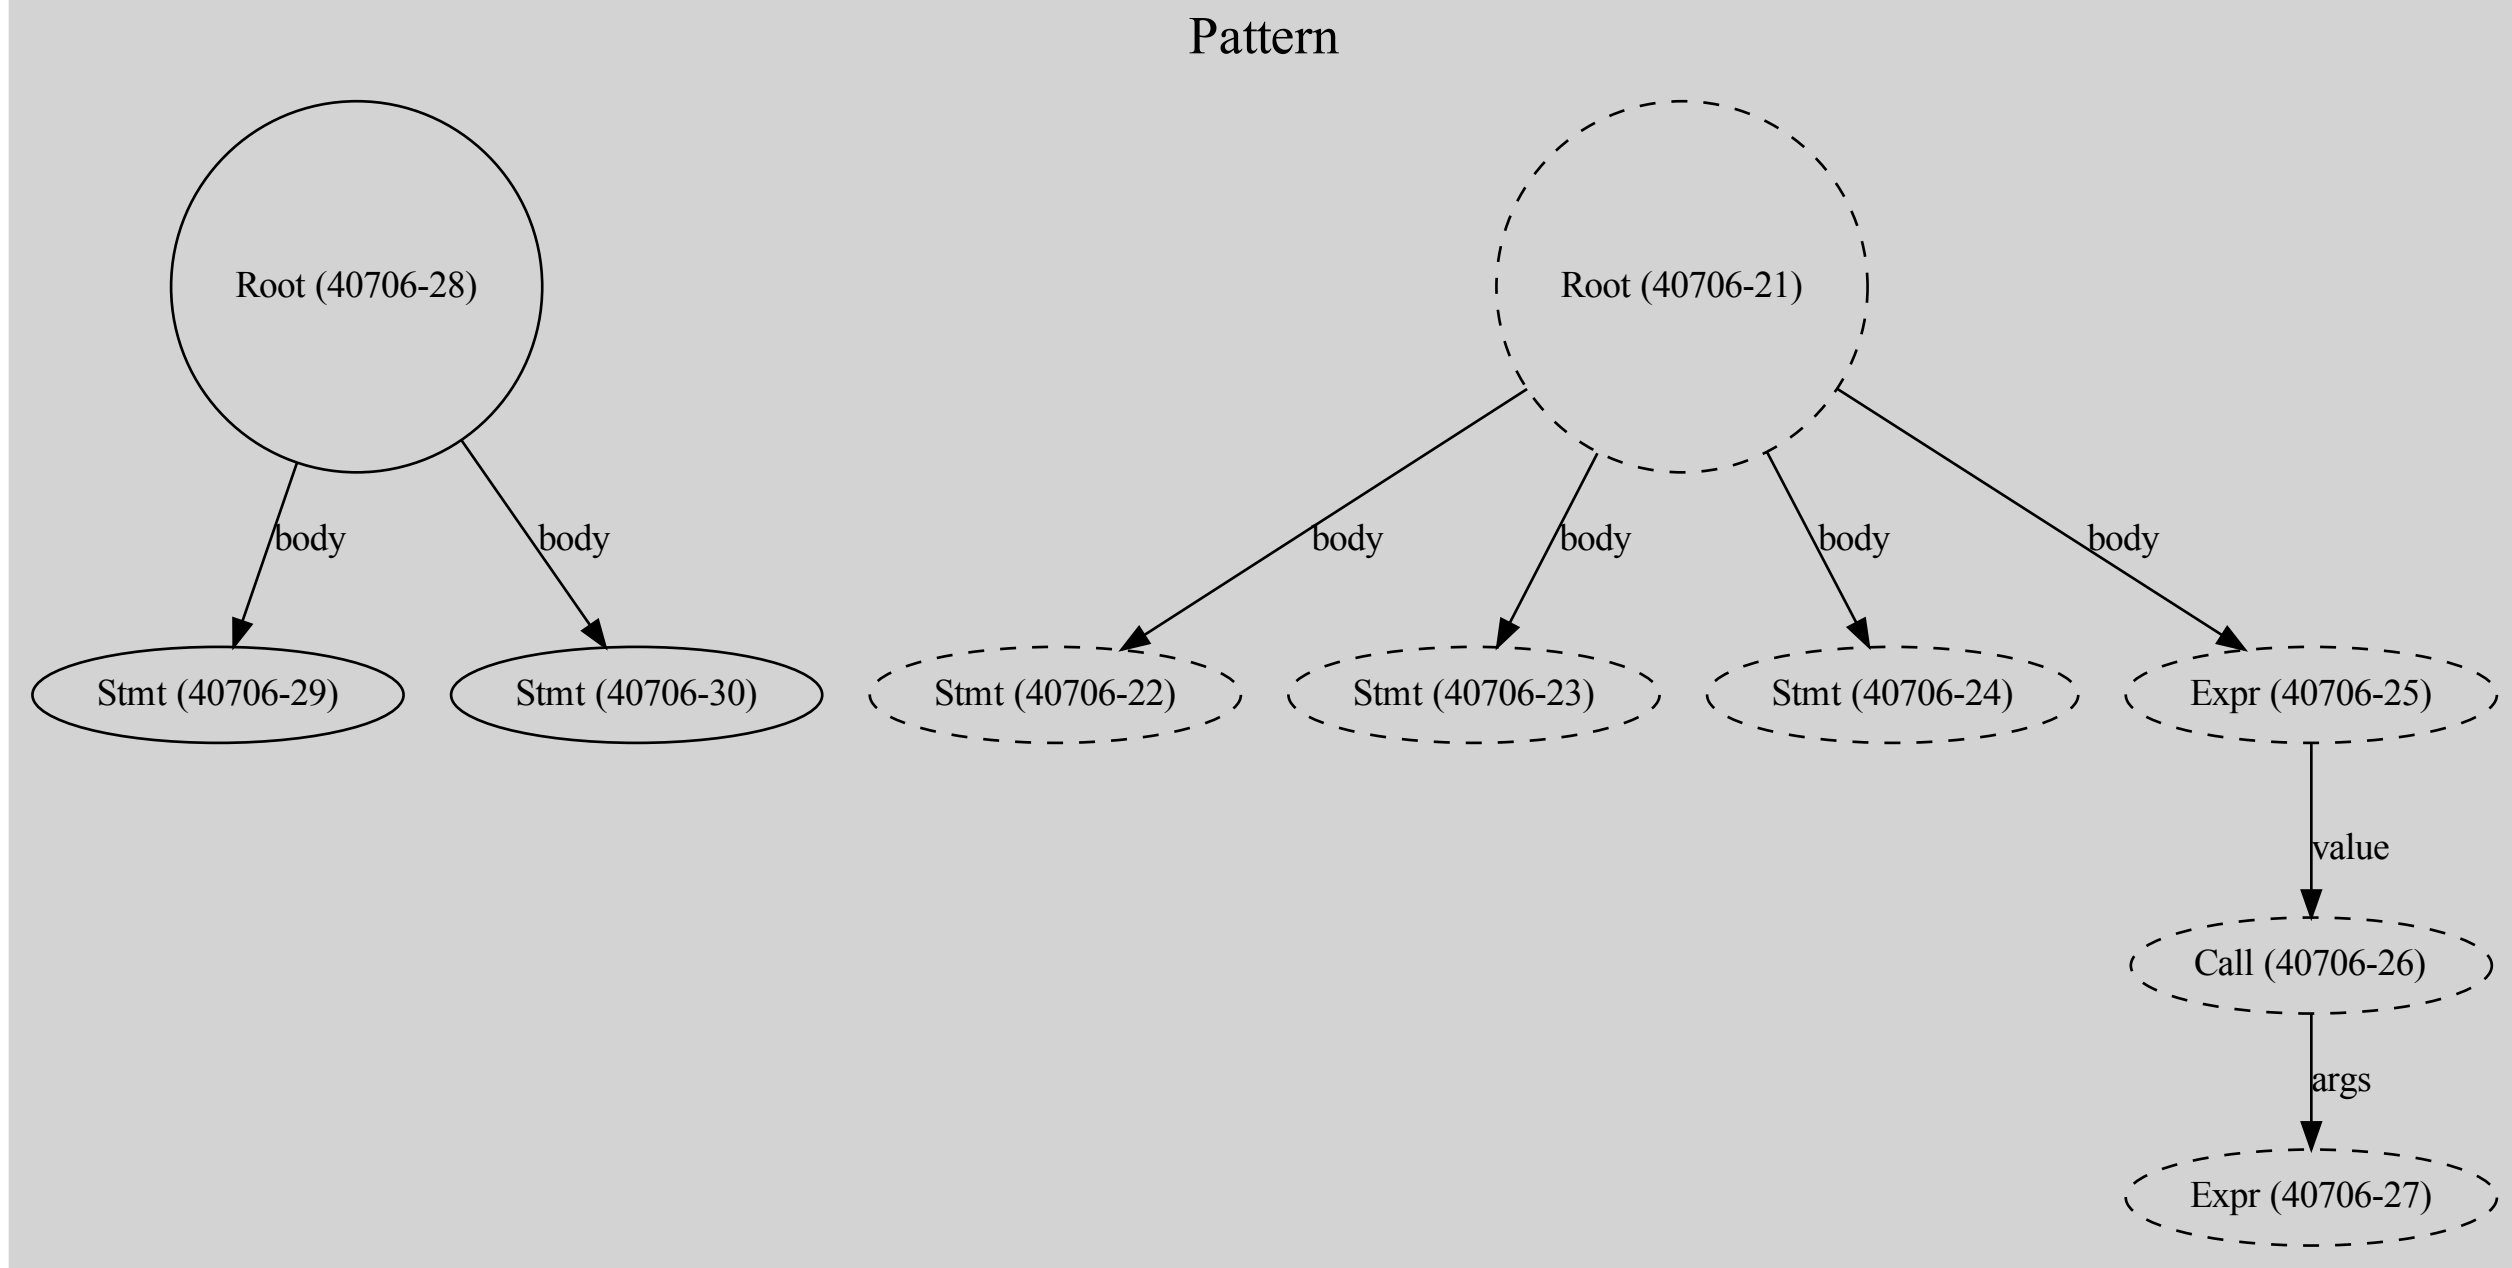 Pattern
Root (40706-28)
Root (40706-21)
body
body
body
body
body
body
Stmt (40706-29)
Stmt (40706-30)
Stmt (40706-22)
Stmt (40706-23)
Stmt (40706-24)
Expr (40706-25)
value
Call (40706-26)
args
Expr (40706-27)